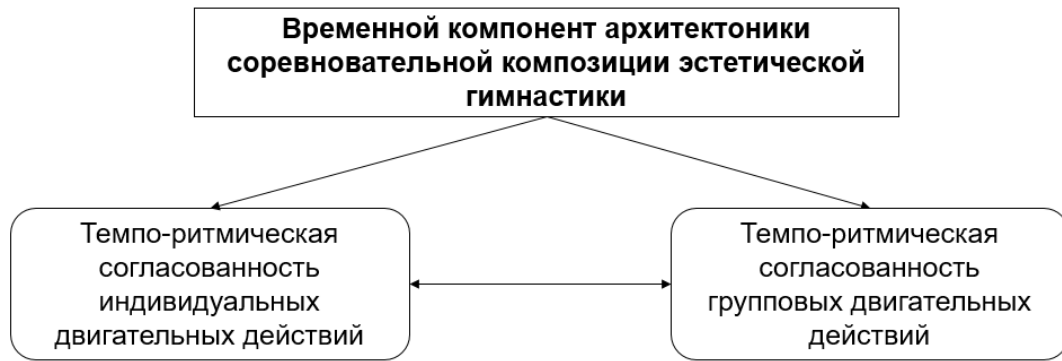 Временной компонент архитектоники
соревновательной композиции эстетической
гимнастики
Темпо-ритмическая
согласованность
индивидуальных
двигательных действий
Темпо-ритмическая
согласованность
групповых двигательных
действий